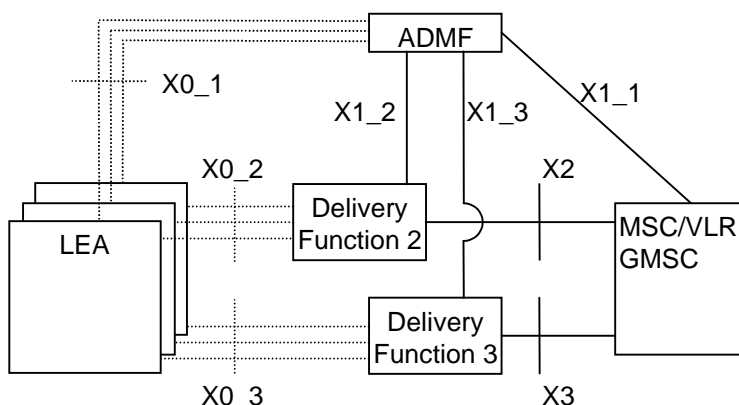 ADMF
X0_1
X1_2
X1_3
X1_1
X0_2
X2
Delivery
Function 2
MSC/VLR
GMSC
LEA
Delivery
Function 3
X0_3
X3